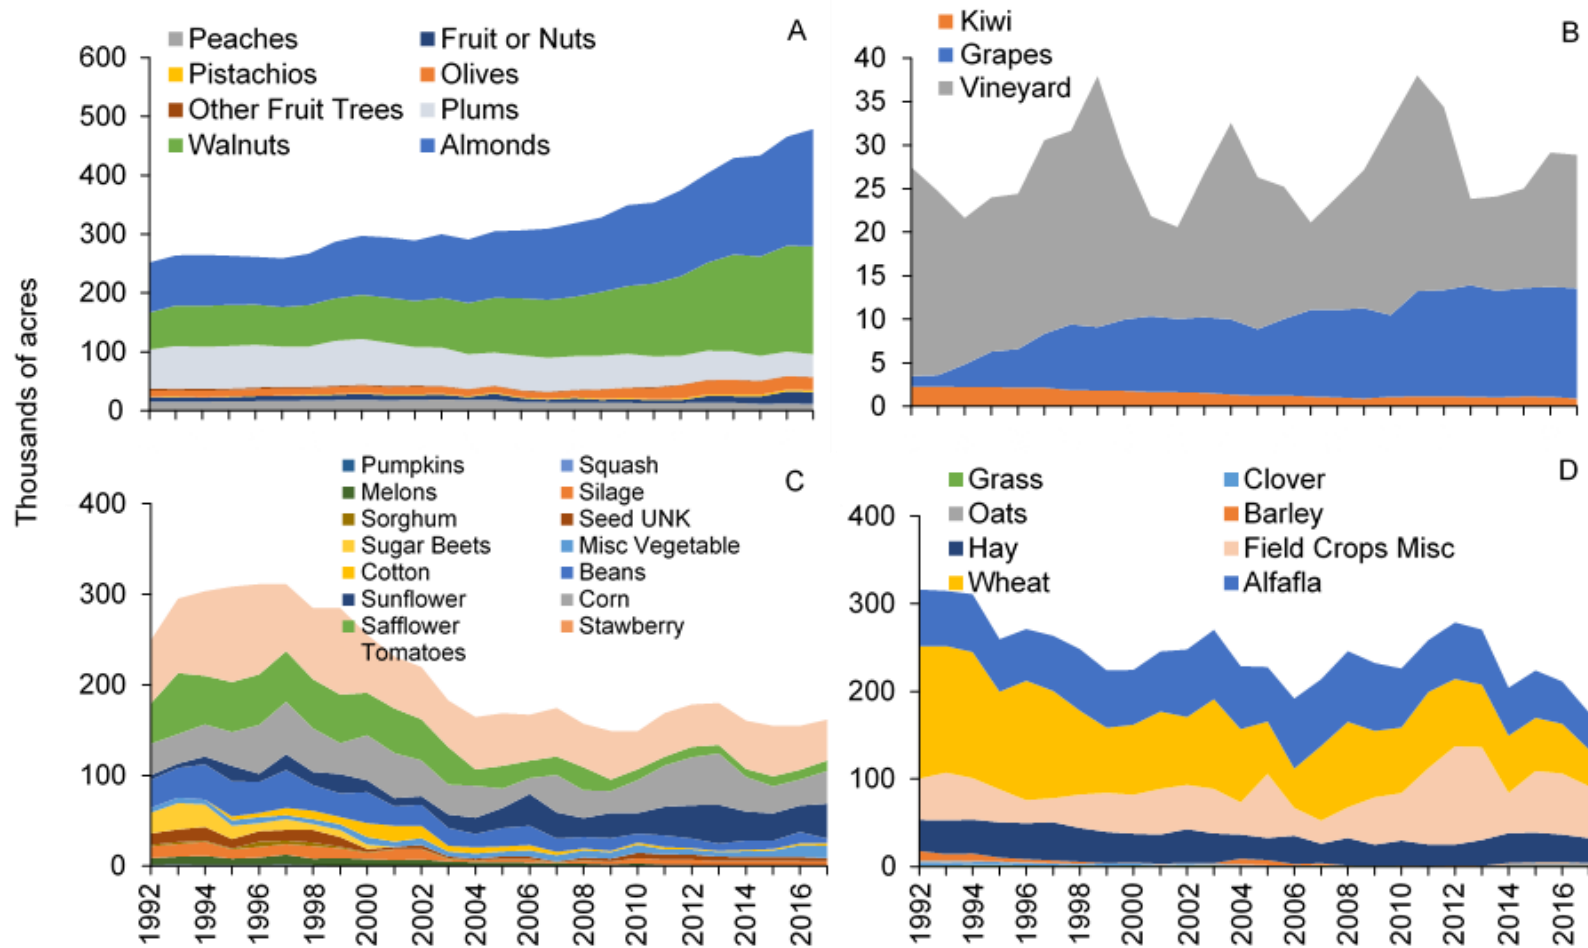 Thousands of acres
A
Peaches
Fruit or Nuts
Pistachios
Olives
Other Fruit Trees
Plums
Walnuts
Almonds
600
500
400
300
200
100
0
B
Kiwi
Grapes
Vineyard
40
35
30
25
20
15
10
5
0
C
Pumpkins
Squash
Melons
Silage
Sorghum
Seed UNK
Sugar Beets
Misc Vegetable
Cotton
Beans
Sunflower
Corn
Safflower
Stawberry
Tomatoes
400
300
200
100
0
1992
1994
1996
1998
2000
2002
2004
2006
2008
2010
2012
2014
2016
D
Grass
Clover
Oats
Barley
Hay
Field Crops Misc
Wheat
Alfafla
400
300
200
100
0
1992
1994
1996
1998
2000
2002
2004
2006
2008
2010
2012
2014
2016